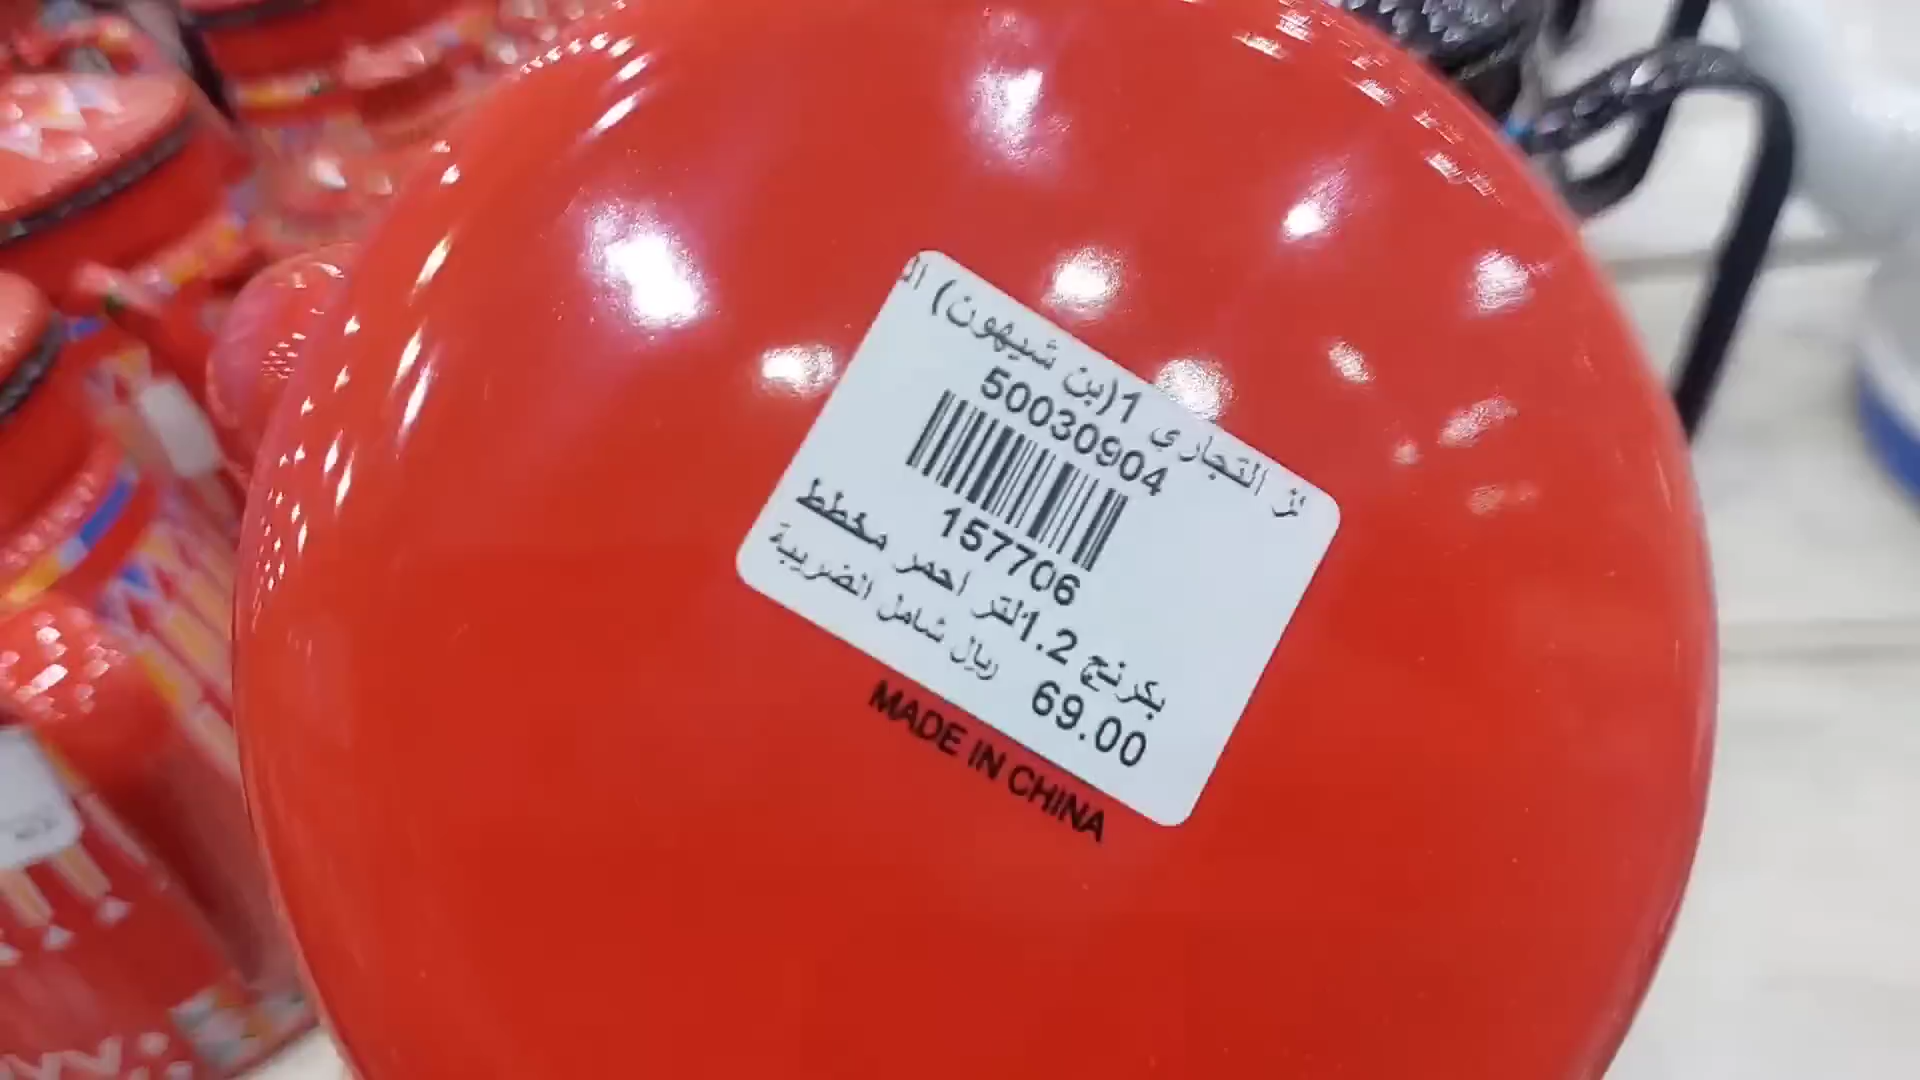 التجاري 1(بن شيهون)
50030904
157706
بكرنج 1.2لتر احمر مخطط
69.00 ريال شامل الضريبة
MADE IN CHINA